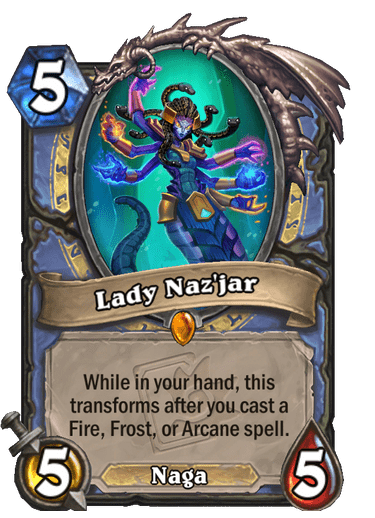 5
Lady Naz'jar
While in your hand, this
transforms after you cast a
Fire, Frost, or Arcane spell.
5
Naga
5